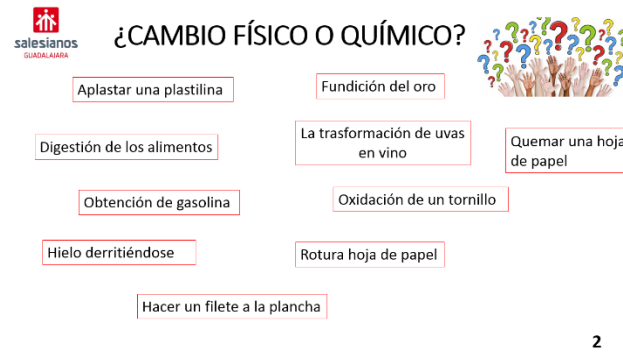 salesianos
GUADALAJARA
¿CAMBIO FÍSICO O QUÍMICO?
Aplastar una plastilina
Fundición del oro
Digestión de los alimentos
La trasformación de uvas
en vino
Quemar una hoja
de papel
Obtención de gasolina
Oxidación de un tornillo
Hielo derritiéndose
Rotura hoja de papel
Hacer un filete a la plancha
2